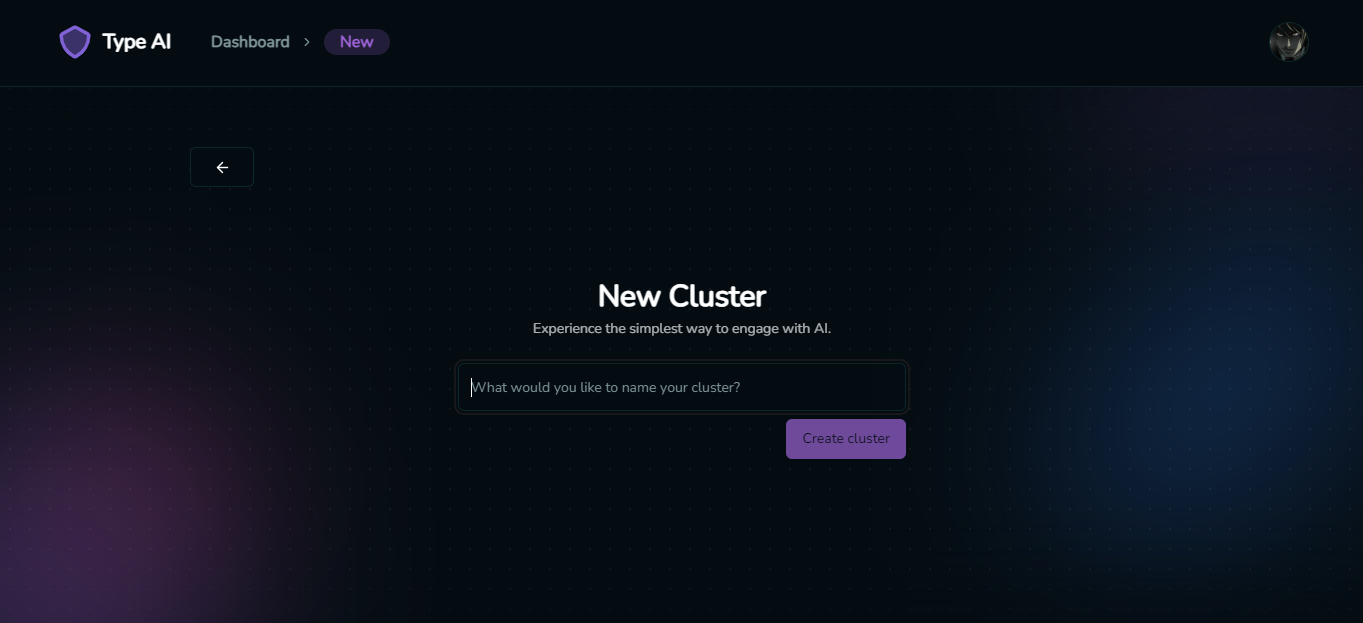 Type AI
Dashboard
New
New Cluster
Experience the simplest way to engage with AI.
What would you like to name your cluster?
Create cluster